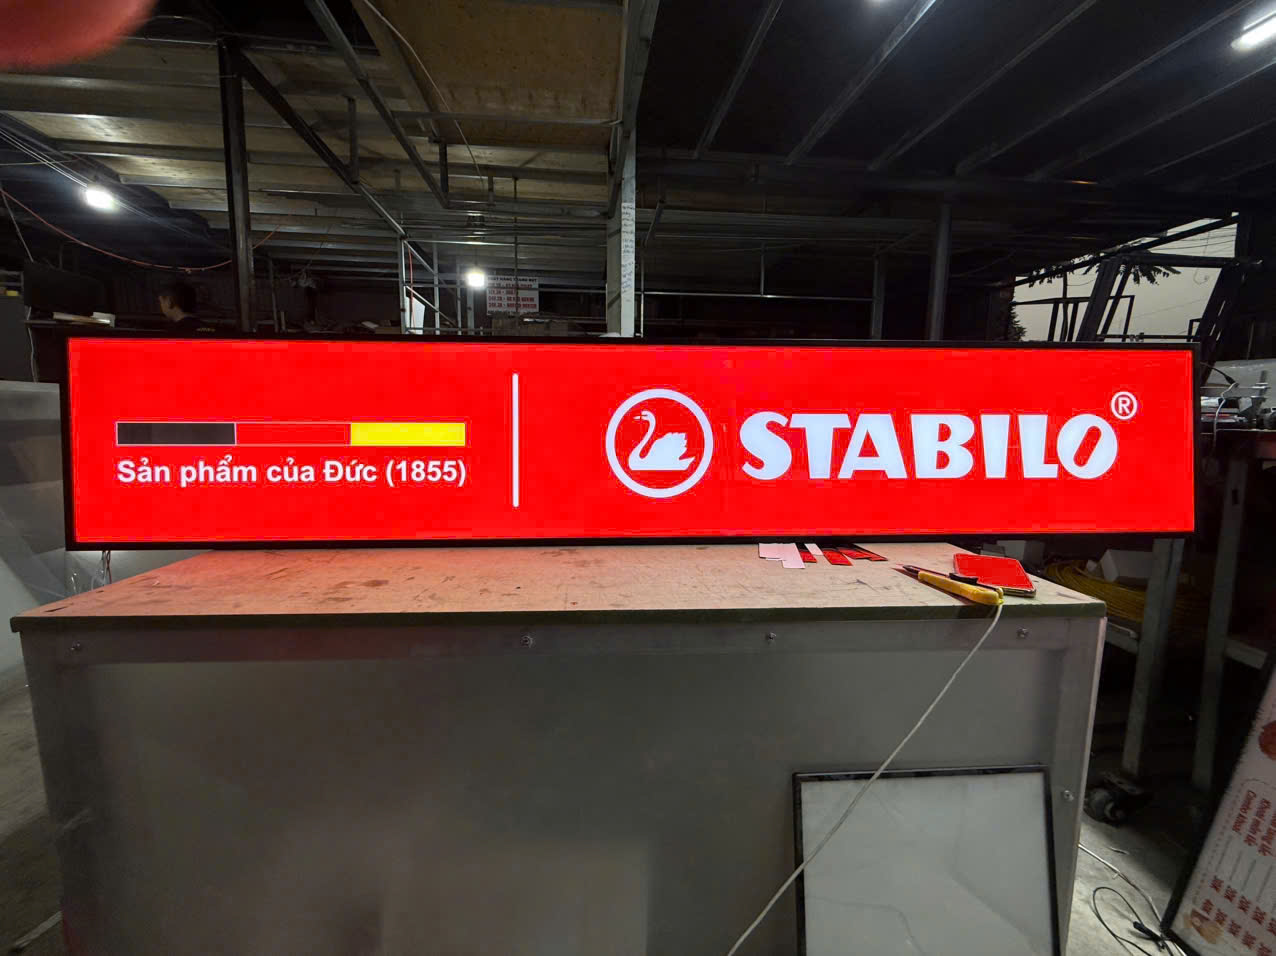 Sản phẩm của Đức (1855)
STABILO®